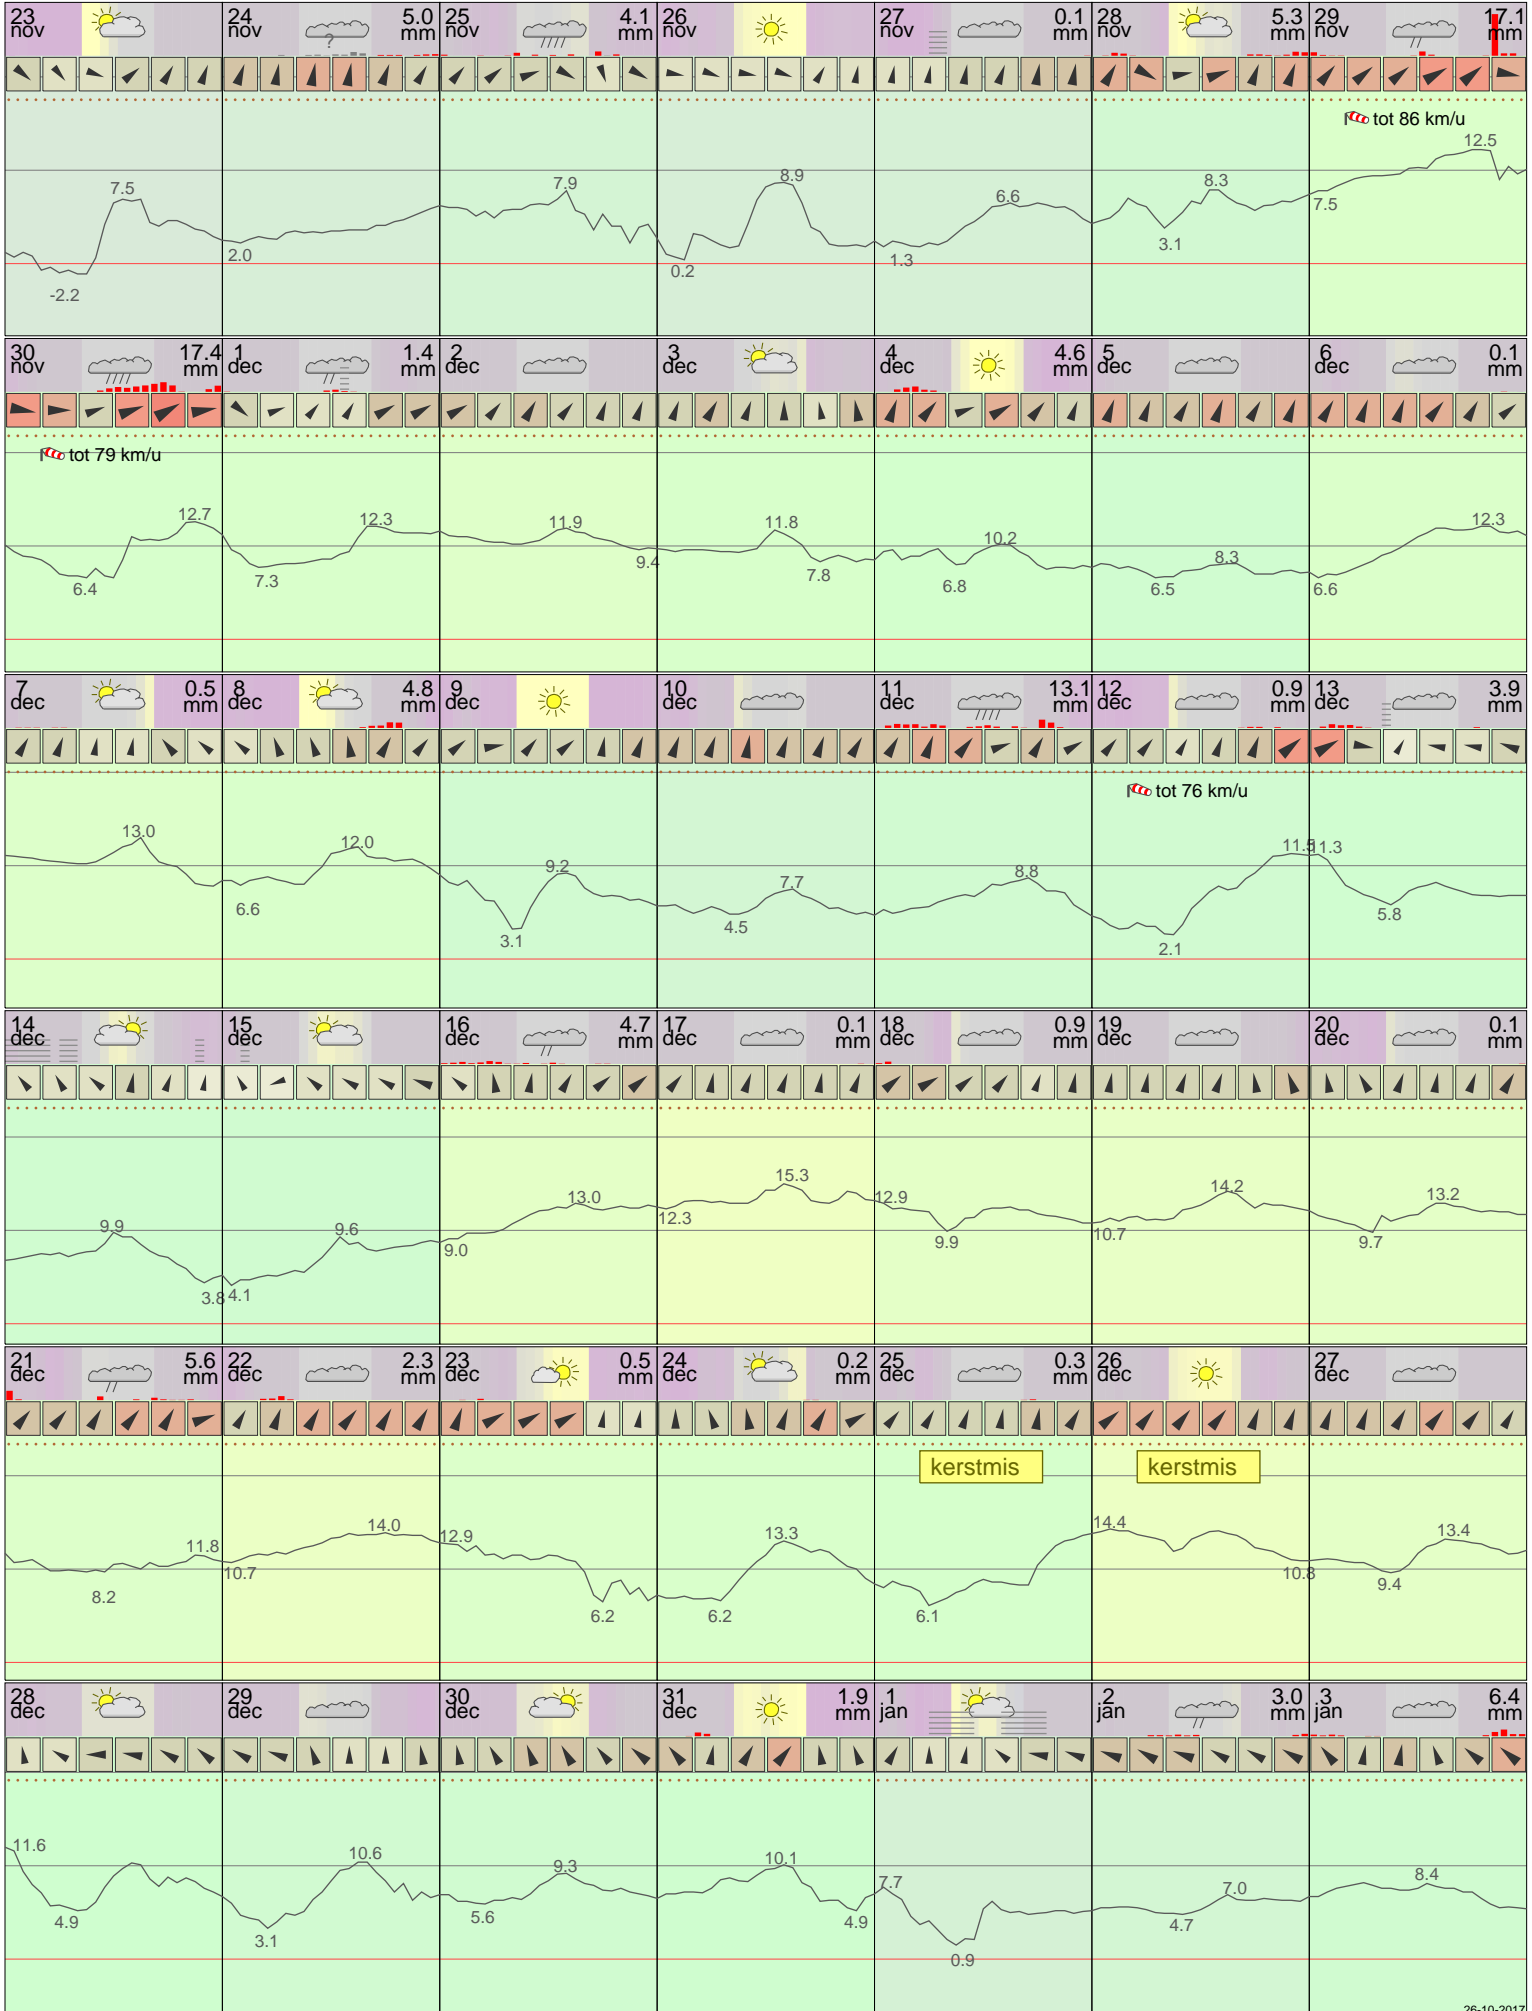 23 nov
24 nov 5.0 mm
25 nov 4.1 mm
26 nov
27 nov 0.1 mm
28 nov 5.3 mm
29 nov 17.1 mm
?
tot 86 km/u
7.5 -2.2 2.0 7.9 8.9 0.2 6.6 1.3 8.3 3.1 12.5 7.5
30 nov 17.4 mm
1 dec 1.4 mm
2 dec
3 dec
4 dec 4.6 mm
5 dec
6 dec 0.1 mm
tot 79 km/u
12.7 6.4 12.3 7.3 11.9 9.4 11.8 7.8 10.2 6.8 8.3 6.5 12.3 6.6
7 dec 0.5 mm
8 dec 4.8 mm
9 dec
10 dec
11 dec 13.1 mm
12 dec 0.9 mm
13 dec 3.9 mm
tot 76 km/u
13.0 12.0 6.6 9.2 3.1 7.7 4.5 8.8 11.5 2.1 11.3 5.8
14 dec
15 dec
16 dec 4.7 mm
17 dec 0.1 mm
18 dec 0.9 mm
19 dec
20 dec 0.1 mm
9.9 3.8 9.6 4.1 13.0 9.0 15.3 12.3 12.9 9.9 14.2 10.7 13.2 9.7
21 dec 5.6 mm
22 dec 2.3 mm
23 dec 0.5 mm
24 dec 0.2 mm
25 dec 0.3 mm
26 dec
27 dec
kerstmis
kerstmis
11.8 8.2 14.0 10.7 12.9 6.2 13.3 6.2 6.1 14.4 10.8 13.4 9.4
28 dec
29 dec
30 dec
31 dec 1.9 mm
1 jan
2 jan 3.0 mm
3 jan 6.4 mm
11.6 4.9 10.6 3.1 9.3 5.6 10.1 4.9 7.7 0.9 7.0 4.7 8.4
26-10-2017